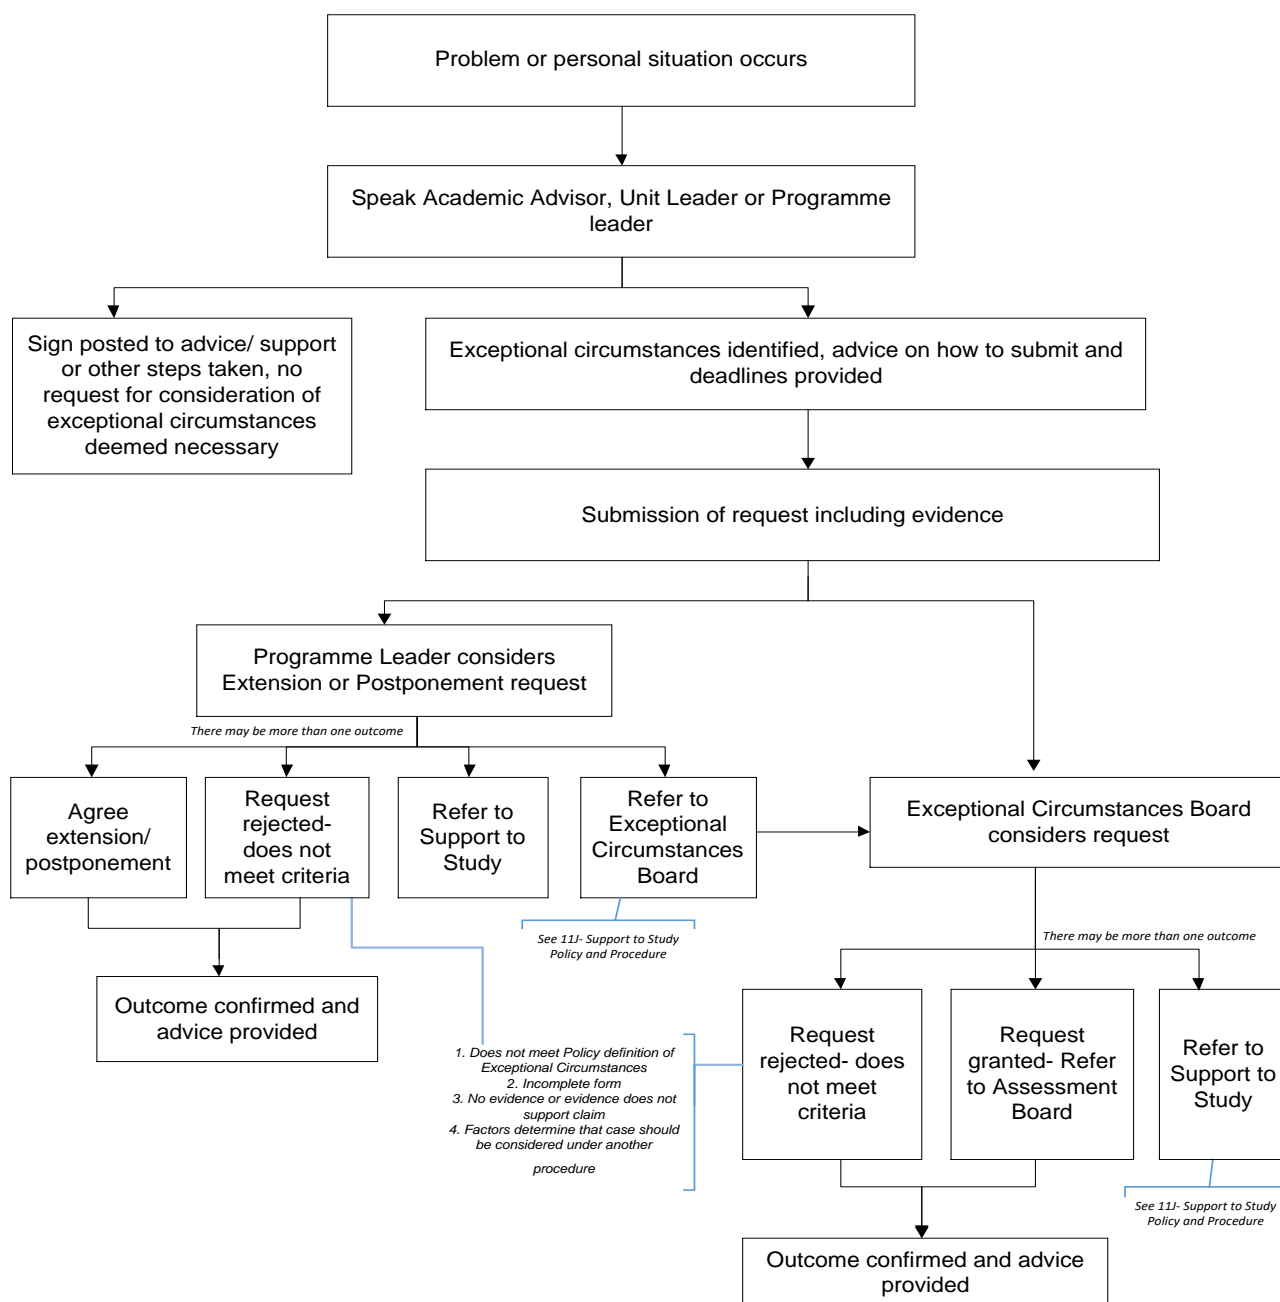 Problem or personal situation occurs
Speak Academic Advisor, Unit Leader or Programme
leader
Sign posted to advice/ support
or other steps taken, no
request for consideration of
exceptional circumstances
deemed necessary
Exceptional circumstances identified, advice on how to submit and
deadlines provided
Submission of request including evidence
Programme Leader considers
Extension or Postponement request
There may be more than one outcome
Agree
extension/
postponement
Request
rejected-
does not
meet criteria
Refer to
Support to
Study
Refer to
Exceptional
Circumstances
Board
Exceptional Circumstances Board
considers request
See 11J- Support to Study
Policy and Procedure
There may be more than one outcome
Outcome confirmed and
advice provided
1. Does not meet Policy definition of
Exceptional Circumstances
2. Incomplete form
3. No evidence or evidence does not
support claim
4. Factors determine that case should
be considered under another
procedure
Request
rejected- does
not meet
criteria
Request
granted- Refer
to Assessment
Board
Refer to
Support to
Study
See 11J- Support to Study
Policy and Procedure
Outcome confirmed and advice
provided